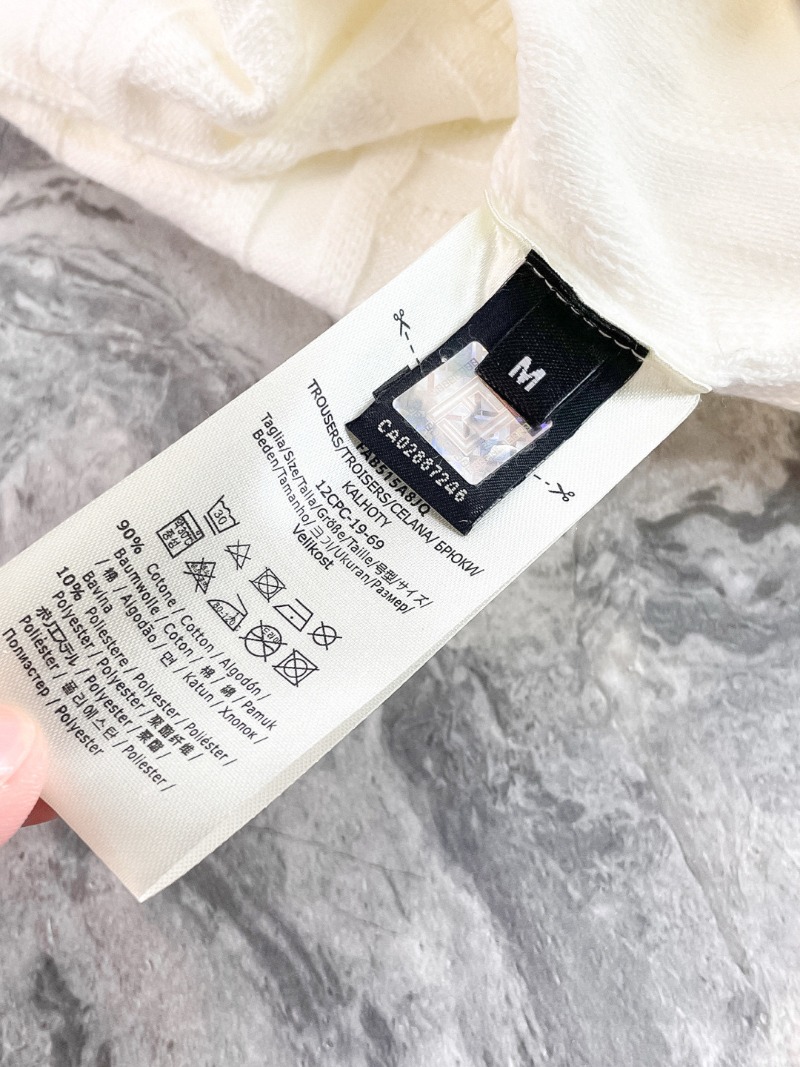 M
CA02887206
FAB515A8JQ
TROUSERS/TROISERS/CELANA/ БРЮКИ/
KALHOTY
12CPC-19-69
Taglia/Size/Talla/Größe/Taille/号型/サイズ/
Beden/Tamanho/크기/Ukuran/Размер/
Velikost
30
90% Cotone / Cotton / Algodón /
Baumwolle / Coton / 棉 / 綿 / Pamuk
/ 棉 / Algodão / 면 / Katun / Хлопок /
Bavlna
10% Poliestere / Polyester / Poliéster /
Polyester / Polyester / 聚酯纤维 /
ポリエステル / Polyester / 聚酯 /
Poliéster / 폴리에스틴 / Poliester /
Полиэстер / Polyester